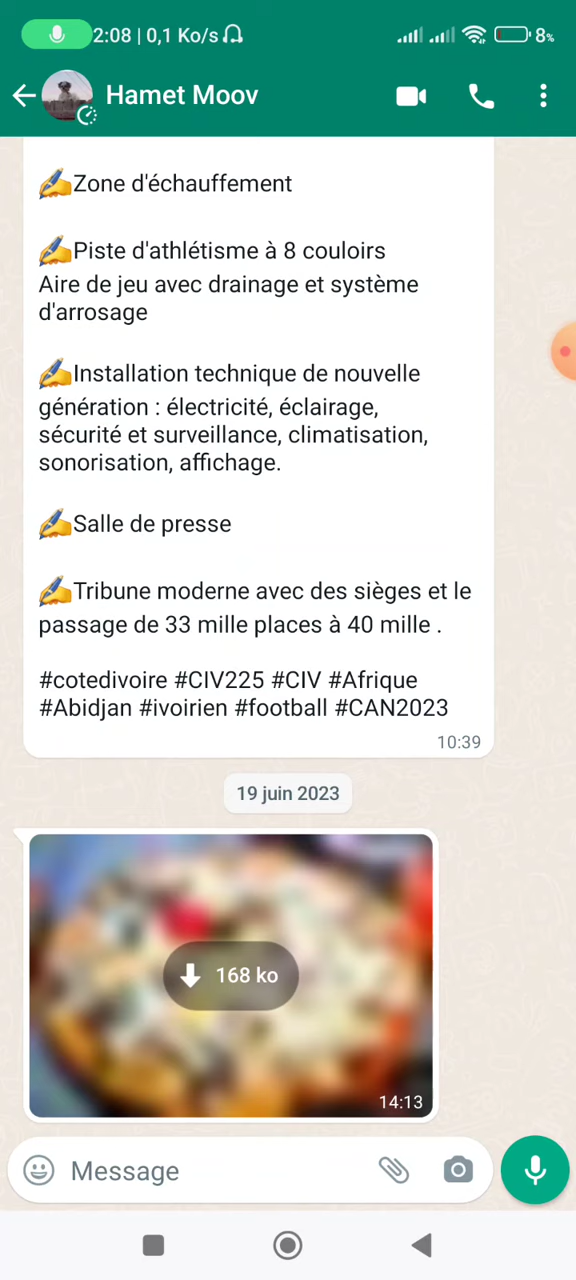 2:08 | 0,1 Ko/s
8%
Hamet Moov
✍Zone d'échauffement
✍Piste d'athlétisme à 8 couloirs
Aire de jeu avec drainage et système
d'arrosage
✍Installation technique de nouvelle
génération : électricité, éclairage,
sécurité et surveillance, climatisation,
sonorisation, affichage.
✍Salle de presse
✍Tribune moderne avec des sièges et le
passage de 33 mille places à 40 mille .
#cotedivoire #CIV225 #CIV #Afrique
#Abidjan #ivoirien #football #CAN2023
10:39
19 juin 2023
168 ko
14:13
Message